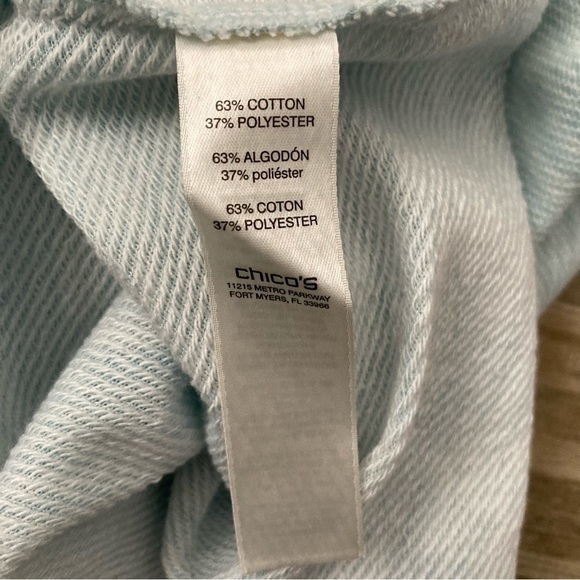 63% COTTON
37% POLYESTER
63% ALGODÓN
37% poliéster
63% COTON
37% POLYESTER
chico's
11215 METRO PARKWAY
FORT MYERS, FL 33966